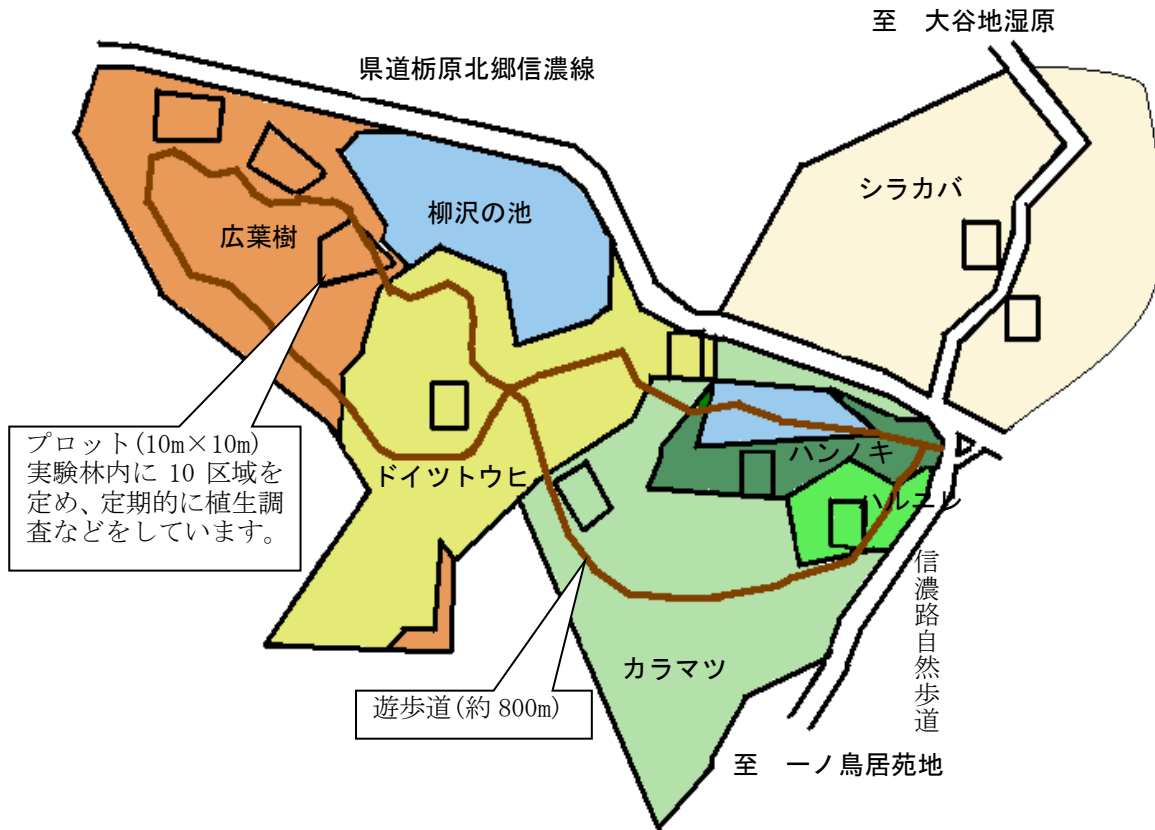 至　大谷地湿原
県道栃原北郷信濃線
シラカバ
柳沢の池
広葉樹
ハンノキ
ドイツトウヒ
ハルニレ
プロット(10m×10m)
実験林内に 10 区域を
定め、定期的に植生調
査などをしています。
信濃路自然歩道
カラマツ
遊歩道(約 800m)
至　一ノ鳥居苑地